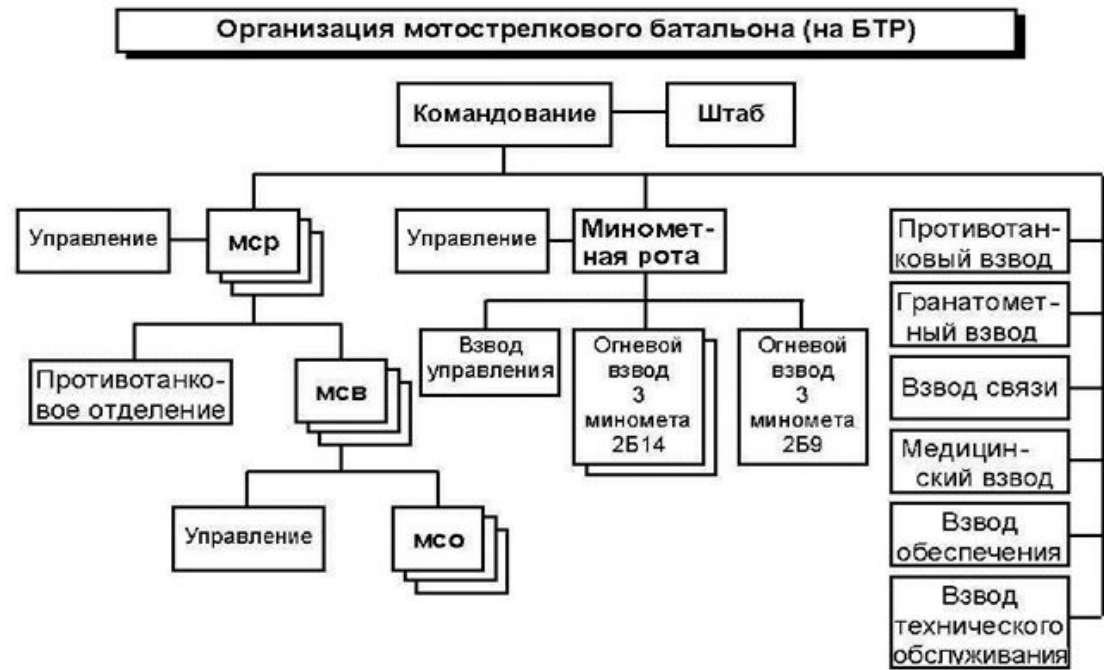 Организация мотострелкового батальона (на БТР)
Командование
Штаб
Управление
мср
Управление
Миномет-
ная рота
Противотан-
ковый взвод
Гранатомет-
ный взвод
Взвод связи
Медицин-
ский взвод
Взвод
обеспечения
Взвод
технического
обслуживания
Противотанко-
вое отделение
мсв
Взвод
управления
Огневой
взвод
3
миномета
2Б14
Огневой
взвод
3
миномета
2Б9
Управление
мсо